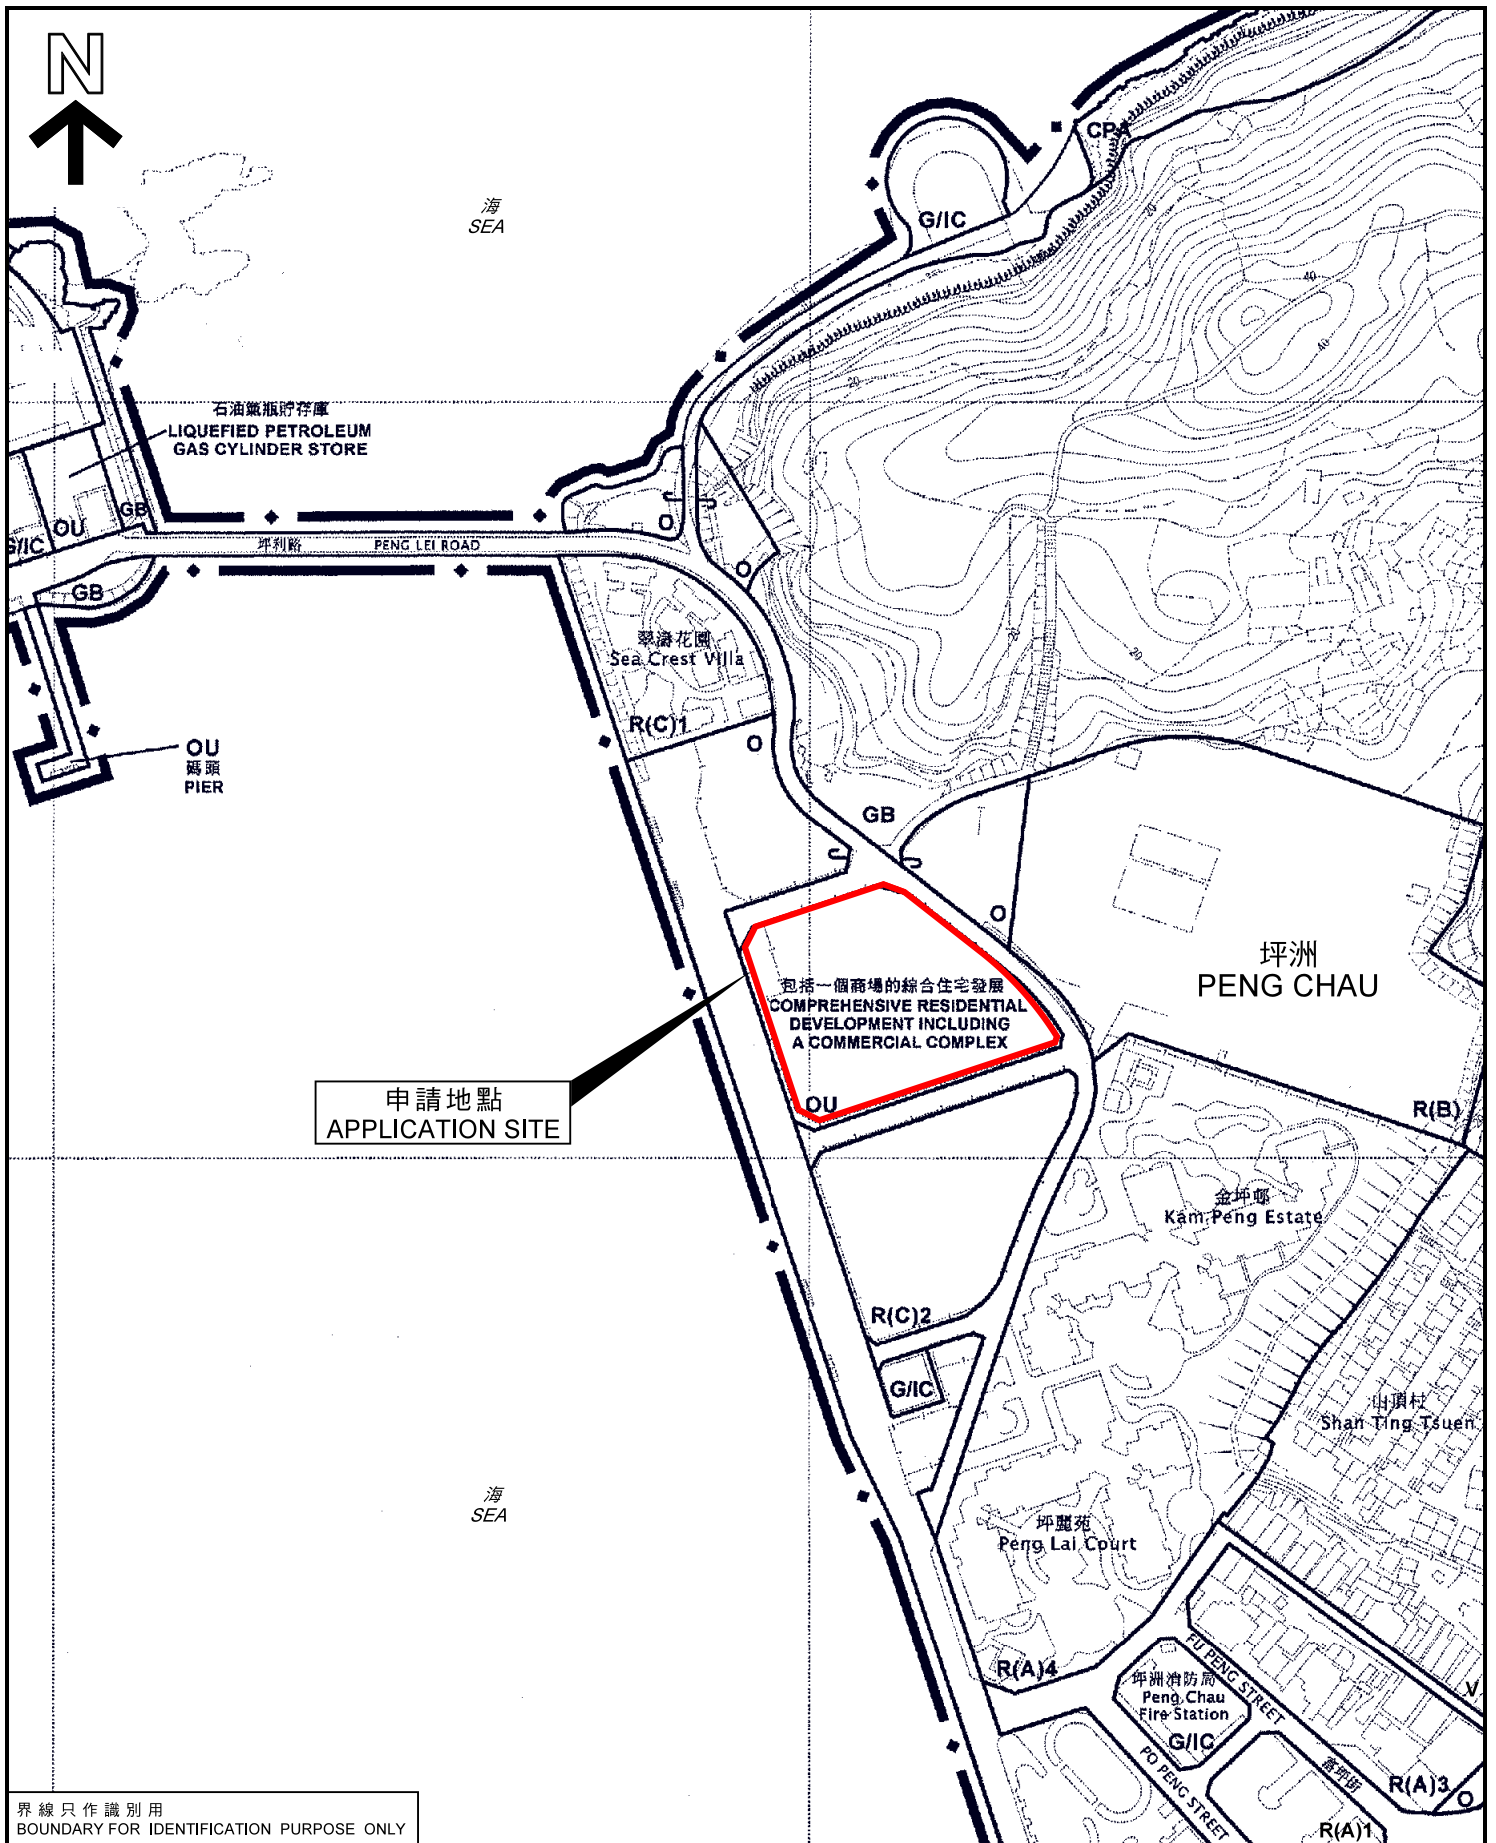 N
CPA
海
SEA
G/IC
20
40
40
20
石油氣瓶貯存庫
LIQUEFIED PETROLEUM
GAS CYLINDER STORE
GB
OU
G/IC
O
坪利路 PENG LEI ROAD
O
GB
翠濤花園
Sea Crest Villa
20
R(C)1
O
OU
碼頭
PIER
GB
O
坪洲
PENG CHAU
包括一個商場的綜合住宅發展
COMPREHENSIVE RESIDENTIAL
DEVELOPMENT INCLUDING
A COMMERCIAL COMPLEX
申請地點
APPLICATION SITE
OU
R(B)
金坪邨
Kam Peng Estate
R(C)2
G/IC
山頂村
Shan Ting Tsuen
海
SEA
坪麗苑
Peng Lai Court
R(A)4
坪洲消防局
Peng Chau
Fire Station
G/IC
FU PENG STREET
富坪街
PO PENG STREET
V
R(A)3
O
R(A)1
界線只作識別用
BOUNDARY FOR IDENTIFICATION PURPOSE ONLY